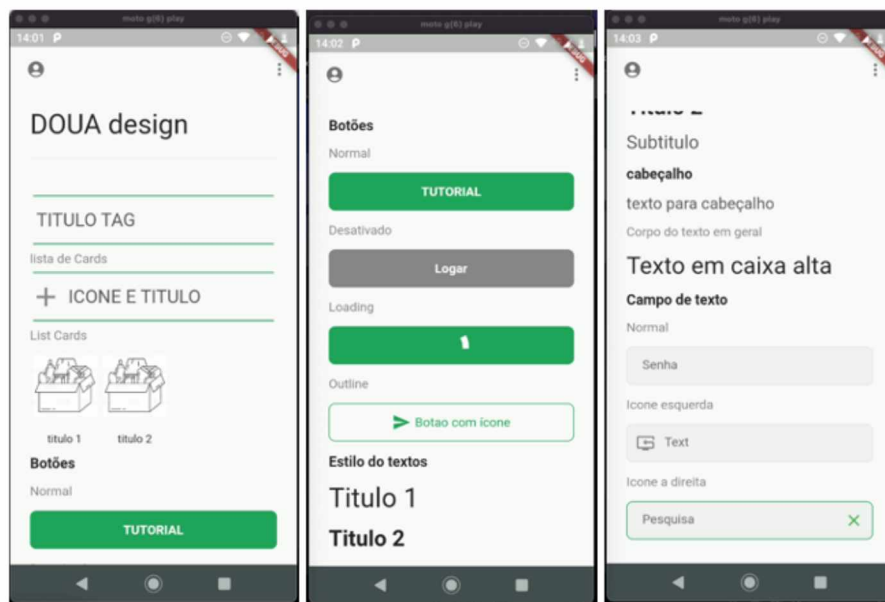 moto g(6) play
14:01
DOUA design
TITULO TAG
lista de Cards
ICONE E TITULO
List Cards
titulo 1 titulo 2
Botões
Normal
TUTORIAL
moto g(6) play
14:02
Botões
Normal
TUTORIAL
Desativado
Logar
Loading
Outline
Botao com icone
Estilo do textos
Titulo 1
Titulo 2
moto g(6) play
14:03
Titulo 2
Subtitulo
cabeçalho
texto para cabeçalho
Corpo do texto em geral
Texto em caixa alta
Campo de texto
Normal
Senha
Icone esquerda
Text
Icone a direita
Pesquisa